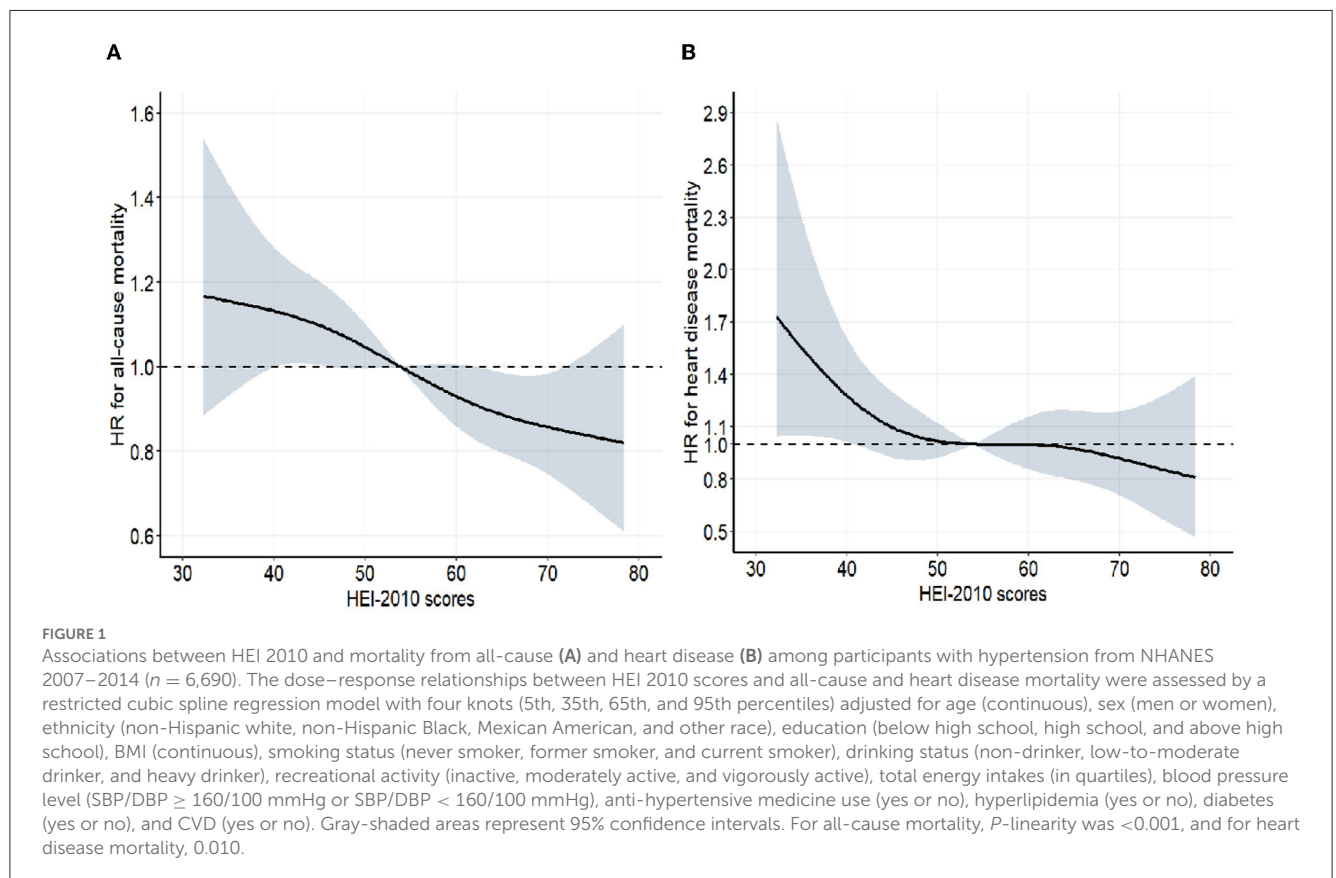 A
B
1.6
1.4
1.2
1.0
0.8
0.6
HR for all-cause mortality
30 40 50 60 70 80
HEI-2010 scores
2.9
2.6
2.3
2.0
1.7
1.4
1.1
1.0
0.8
0.5
HR for heart disease mortality
30 40 50 60 70 80
HEI-2010 scores
FIGURE 1
Associations between HEI 2010 and mortality from all-cause (A) and heart disease (B) among participants with hypertension from NHANES
2007–2014 (n = 6,690). The dose–response relationships between HEI 2010 scores and all-cause and heart disease mortality were assessed by a
restricted cubic spline regression model with four knots (5th, 35th, 65th, and 95th percentiles) adjusted for age (continuous), sex (men or women),
ethnicity (non-Hispanic white, non-Hispanic Black, Mexican American, and other race), education (below high school, high school, and above high
school), BMI (continuous), smoking status (never smoker, former smoker, and current smoker), drinking status (non-drinker, low-to-moderate
drinker, and heavy drinker), recreational activity (inactive, moderately active, and vigorously active), total energy intakes (in quartiles), blood pressure
level (SBP/DBP ≥ 160/100 mmHg or SBP/DBP < 160/100 mmHg), anti-hypertensive medicine use (yes or no), hyperlipidemia (yes or no), diabetes
(yes or no), and CVD (yes or no). Gray-shaded areas represent 95% confidence intervals. For all-cause mortality, P-linearity was <0.001, and for heart
disease mortality, 0.010.